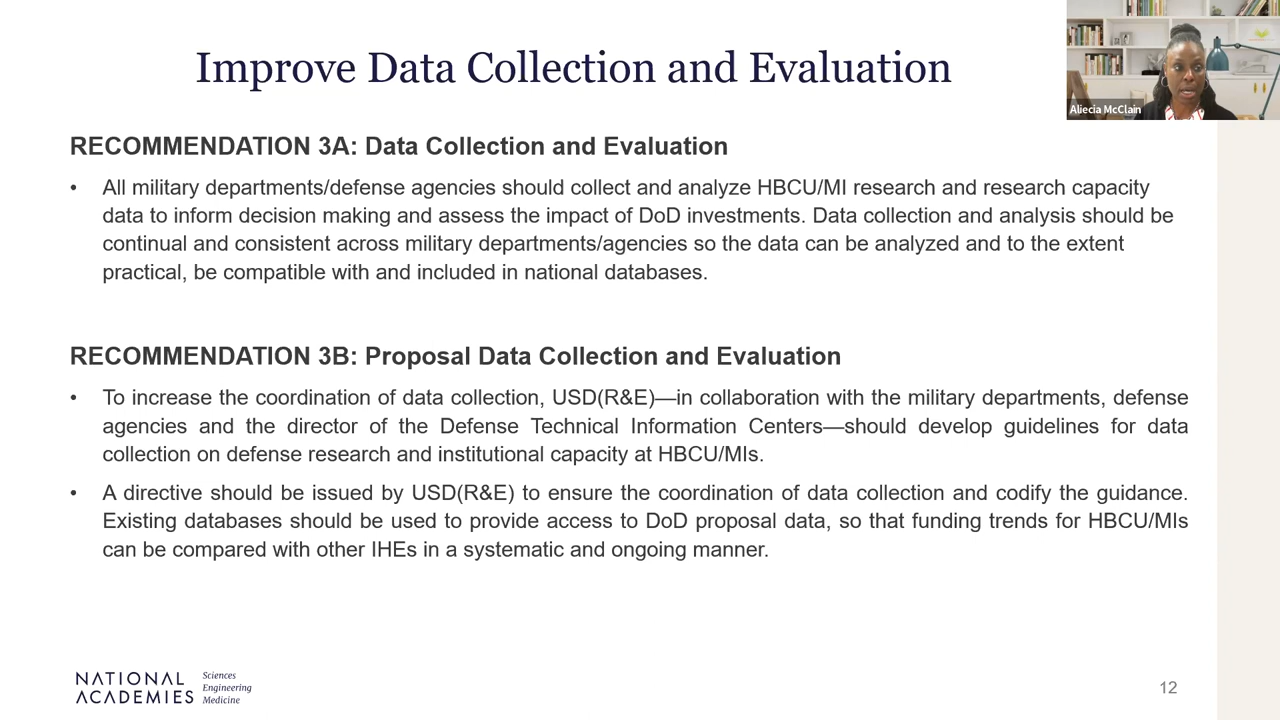 Improve Data Collection and Evaluation
Aliecia McClain
RECOMMENDATION 3A: Data Collection and Evaluation
• All military departments/defense agencies should collect and analyze HBCU/MI research and research capacity
data to inform decision making and assess the impact of DoD investments. Data collection and analysis should be
continual and consistent across military departments/agencies so the data can be analyzed and to the extent
practical, be compatible with and included in national databases.
RECOMMENDATION 3B: Proposal Data Collection and Evaluation
• To increase the coordination of data collection, USD(R&E)—in collaboration with the military departments, defense
agencies and the director of the Defense Technical Information Centers—should develop guidelines for data
collection on defense research and institutional capacity at HBCU/MIs.
• A directive should be issued by USD(R&E) to ensure the coordination of data collection and codify the guidance.
Existing databases should be used to provide access to DoD proposal data, so that funding trends for HBCU/MIs
can be compared with other IHEs in a systematic and ongoing manner.
NATIONAL
ACADEMIES
Sciences
Engineering
Medicine
12